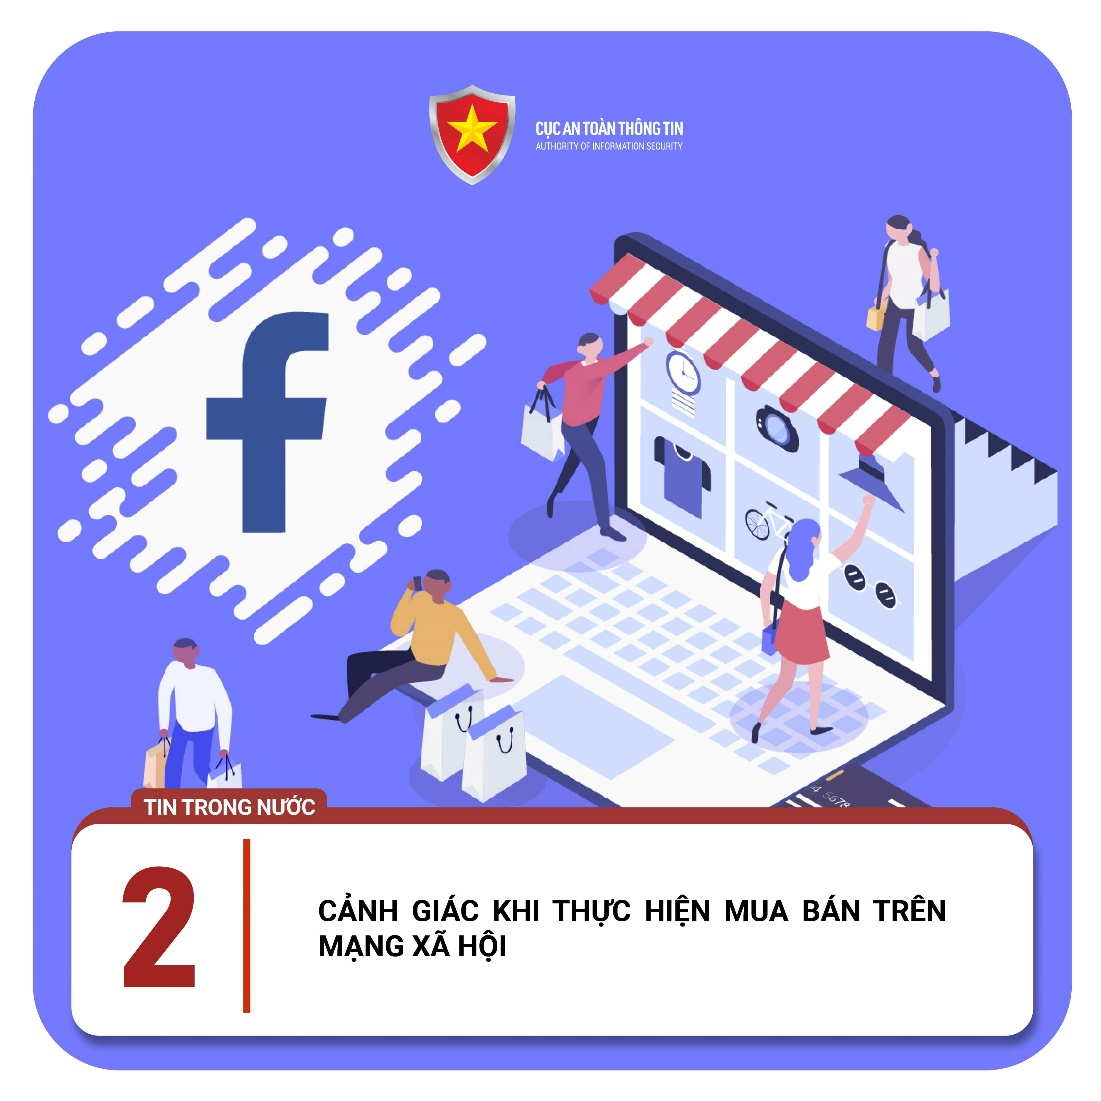 CỤC AN TOÀN THÔNG TIN
AUTHORITY OF INFORMATION SECURITY
TIN TRONG NƯỚC
2
CẢNH GIÁC KHI THỰC HIỆN MUA BÁN TRÊN
MẠNG XÃ HỘI